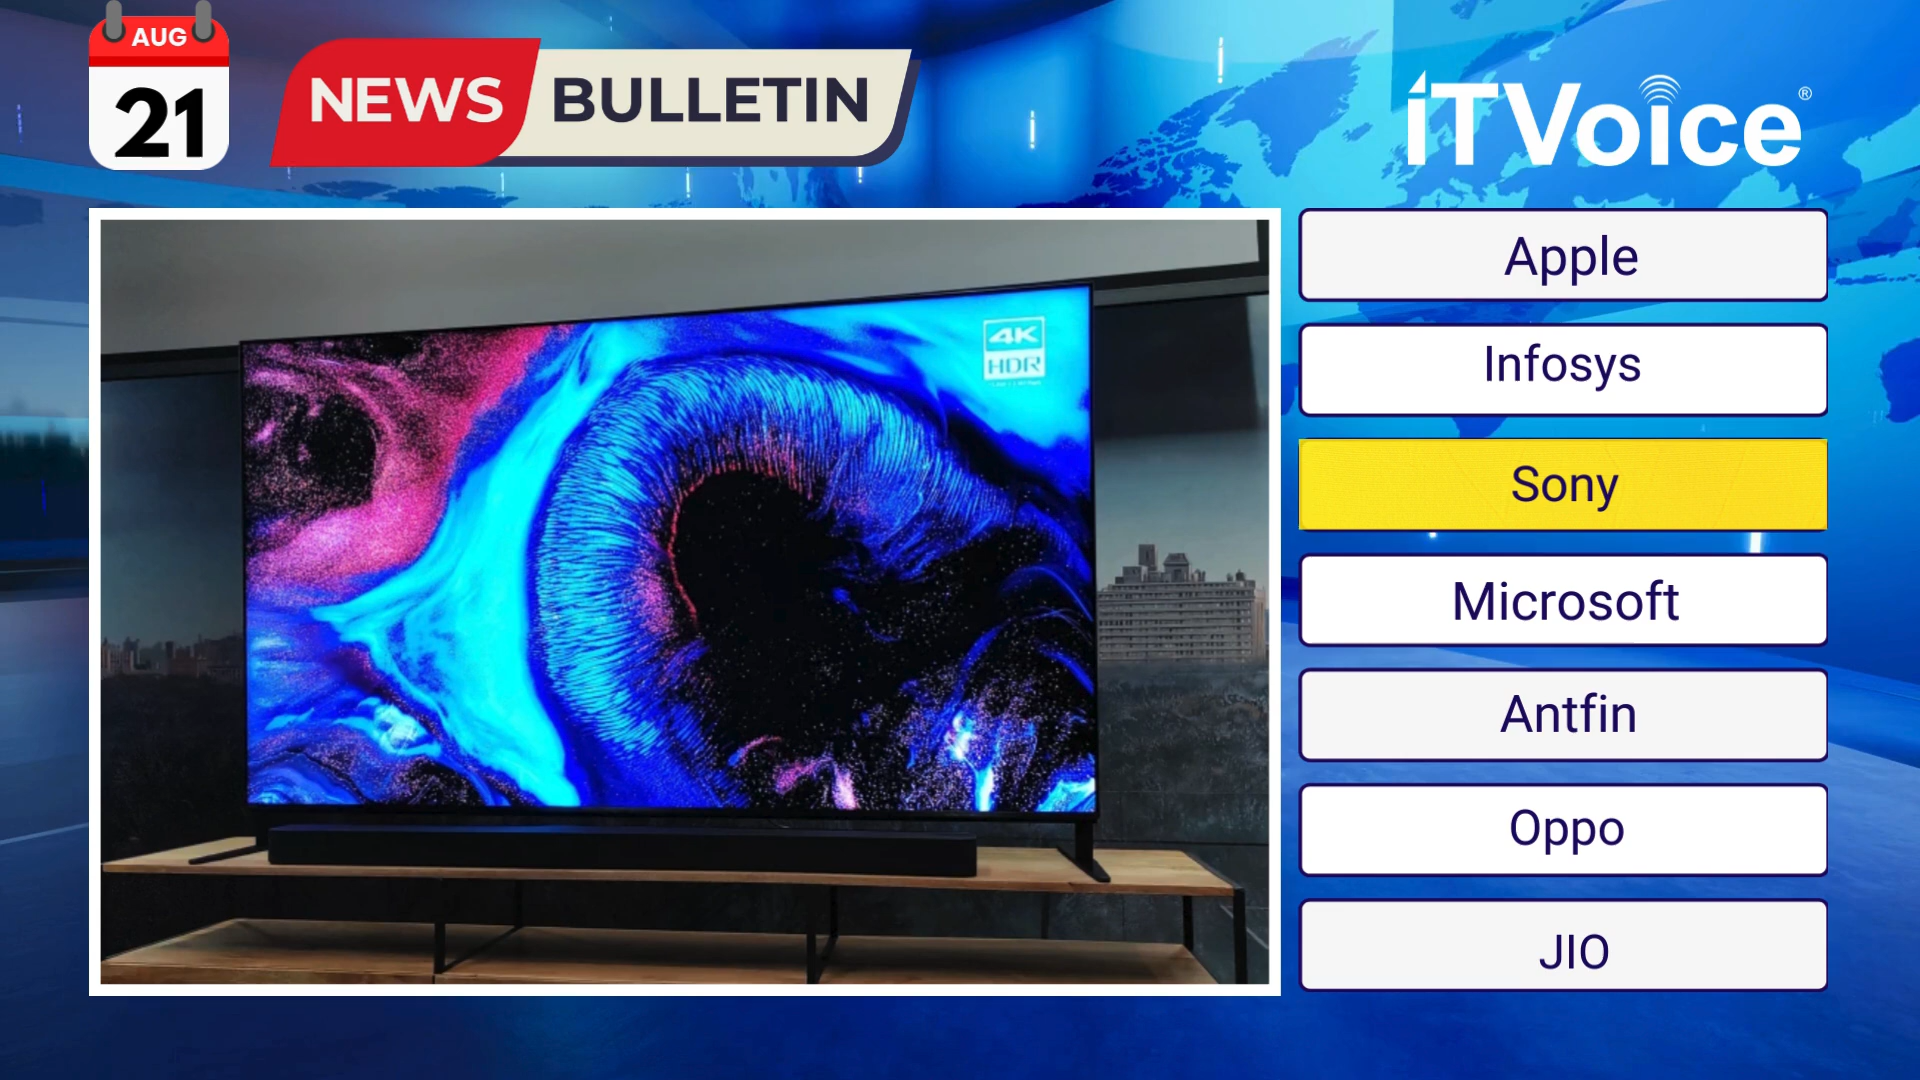 AUG
21
NEWS BULLETIN
iTVoice®
4K
HDR
Apple
Infosys
Sony
Microsoft
Antfin
Oppo
JIO